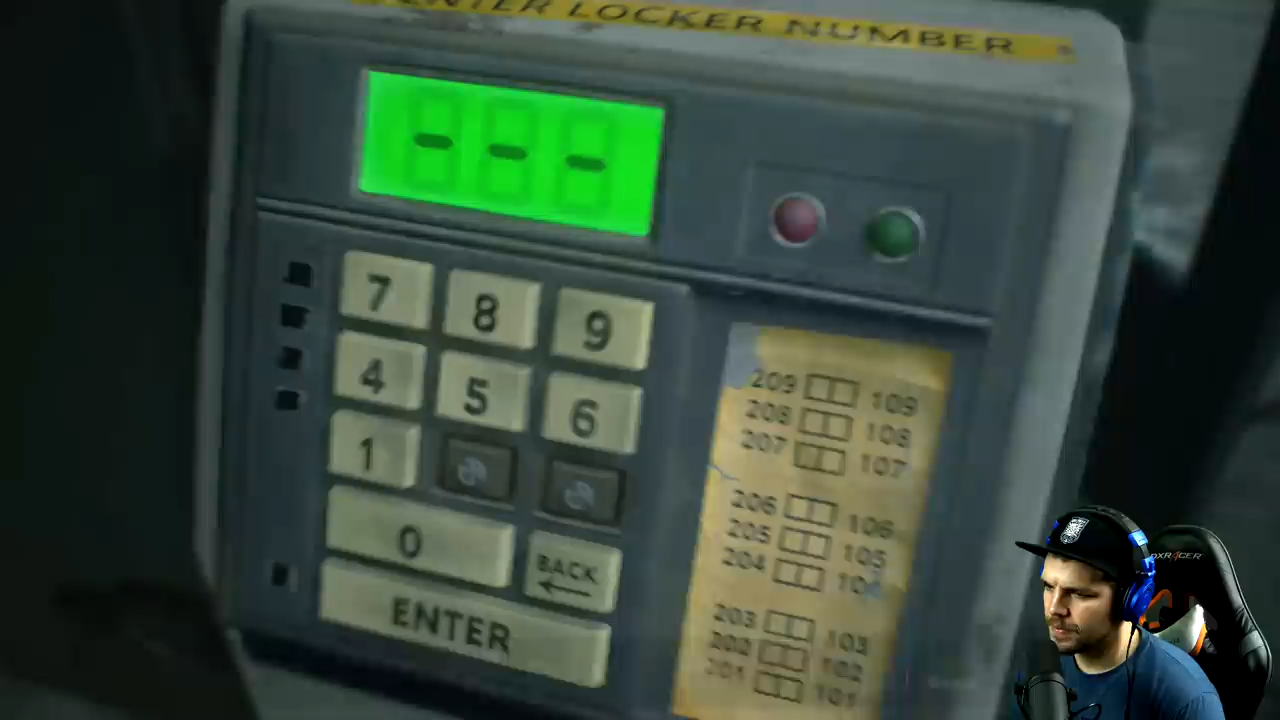 ENTER LOCKER NUMBER
---
7 8 9
4 5 6
1
0 BACK
ENTER
209 109
208 108
207 107
206 106
205 105
204 104
203 103
202 102
201 101
DXRACER